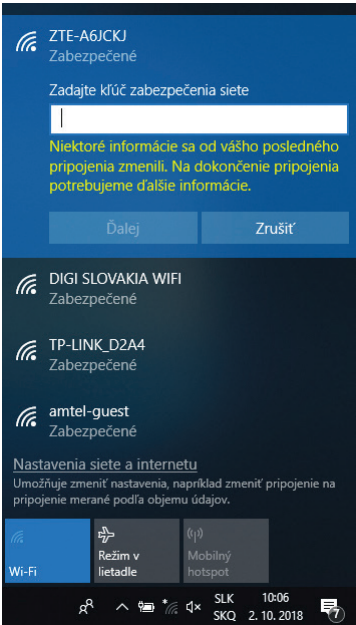 ZTE-A6JCKJ
Zabezpečené
Zadajte kľúč zabezpečenia siete
Niektoré informácie sa od vášho posledného
pripojenia zmenili. Na dokončenie pripojenia
potrebujeme ďalšie informácie.
Ďalej
Zrušiť
DIGI SLOVAKIA WIFI
Zabezpečené
TP-LINK_D2A4
Zabezpečené
amtel-guest
Zabezpečené
Nastavenia siete a internetu
Umožňuje zmeniť nastavenia, napríklad zmeniť pripojenie na
pripojenie merané podľa objemu údajov.
Wi-Fi
Režim v
lietadle
Mobilný
hotspot
SLK
SKQ
10:06
2. 10. 2018
7